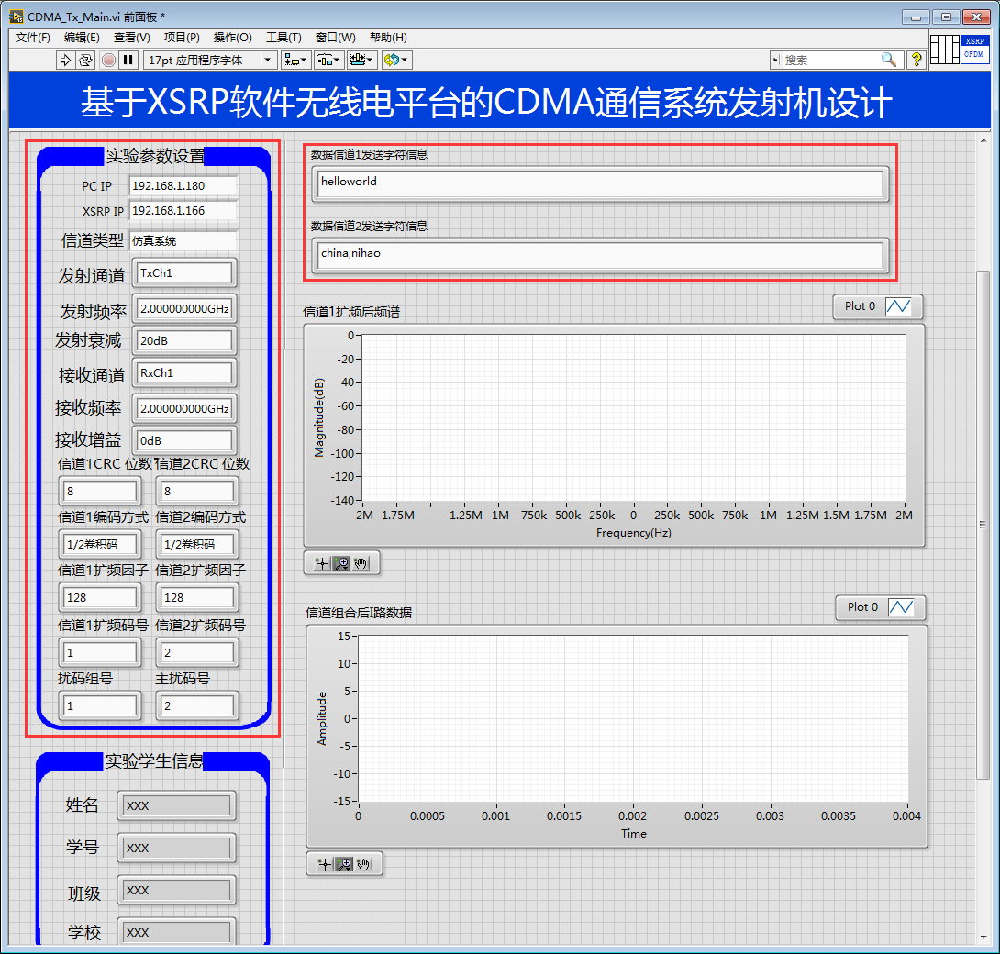 CDMA_Tx_Main.vi 前面板 *
文件(F) 编辑(E) 查看(V) 项目(P) 操作(O) 工具(T) 窗口(W) 帮助(H)
17pt 应用程序字体
搜索
XSRP
OFDM
基于XSRP软件无线电平台的CDMA通信系统发射机设计
实验参数设置
PC IP 192.168.1.180
XSRP IP 192.168.1.166
信道类型 仿真系统
发射通道 TxCh1
发射频率 2.000000000GHz
发射衰减 20dB
接收通道 RxCh1
接收频率 2.000000000GHz
接收增益 0dB
信道1CRC 位数 信道2CRC 位数
8 8
信道1编码方式 信道2编码方式
1/2卷积码 1/2卷积码
信道1扩频因子 信道2扩频因子
128 128
信道1扩频码号 信道2扩频码号
1 2
扰码组号 主扰码号
1 2
实验学生信息
姓名 XXX
学号 XXX
班级 XXX
学校 XXX
数据信道1发送字符信息
helloworld
数据信道2发送字符信息
china,nihao
信道1扩频后频谱
Plot 0
Magnitude(dB)
0
-20
-40
-60
-80
-100
-120
-140
-2M -1.75M -1.25M -1M -750k -500k -250k 0 250k 500k 750k 1M 1.25M 1.5M 1.75M 2M
Frequency(Hz)
信道组合后I路数据
Plot 0
Amplitude
15
10
5
0
-5
-10
-15
0 0.0005 0.001 0.0015 0.002 0.0025 0.003 0.0035 0.004
Time